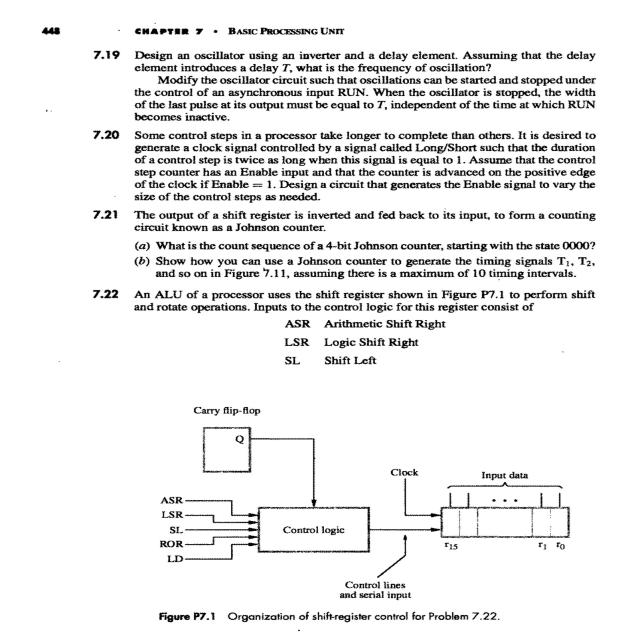 448 CHAPTER 7 • BASIC PROCESSING UNIT
7.19 Design an oscillator using an inverter and a delay element. Assuming that the delay
element introduces a delay T, what is the frequency of oscillation?
Modify the oscillator circuit such that oscillations can be started and stopped under
the control of an asynchronous input RUN. When the oscillator is stopped, the width
of the last pulse at its output must be equal to T, independent of the time at which RUN
becomes inactive.
7.20 Some control steps in a processor take longer to complete than others. It is desired to
generate a clock signal controlled by a signal called Long/Short such that the duration
of a control step is twice as long when this signal is equal to 1. Assume that the control
step counter has an Enable input and that the counter is advanced on the positive edge
of the clock if Enable = 1. Design a circuit that generates the Enable signal to vary the
size of the control steps as needed.
7.21 The output of a shift register is inverted and fed back to its input, to form a counting
circuit known as a Johnson counter.
(a) What is the count sequence of a 4-bit Johnson counter, starting with the state 0000?
(b) Show how you can use a Johnson counter to generate the timing signals T1, T2,
and so on in Figure 7.11, assuming there is a maximum of 10 timing intervals.
7.22 An ALU of a processor uses the shift register shown in Figure P7.1 to perform shift
and rotate operations. Inputs to the control logic for this register consist of
ASR Arithmetic Shift Right
LSR Logic Shift Right
SL Shift Left
Carry flip-flop
Q
Clock
Input data
ASR
LSR
SL
ROR
LD
Control logic
r15 r1 r0
Control lines
and serial input
Figure P7.1 Organization of shift-register control for Problem 7.22.